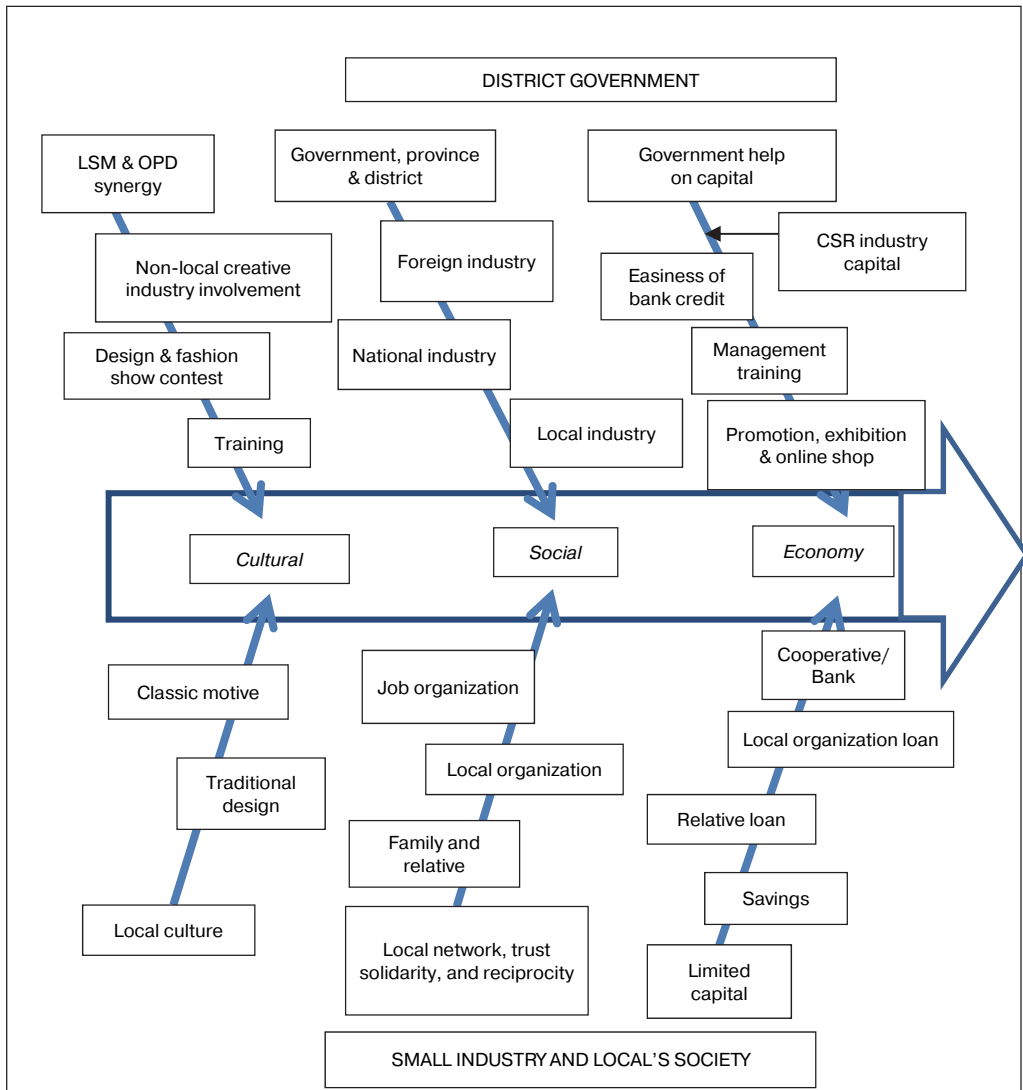 DISTRICT GOVERNMENT
LSM & OPD
synergy
Government, province
& district
Government help
on capital
CSR industry
capital
Non-local creative
industry involvement
Foreign industry
Easiness of
bank credit
Design & fashion
show contest
National industry
Management
training
Training
Local industry
Promotion, exhibition
& online shop
Cultural
Social
Economy
Cooperative/
Bank
Classic motive
Job organization
Local organization loan
Traditional
design
Local organization
Relative loan
Family and
relative
Savings
Local culture
Local network, trust
solidarity, and reciprocity
Limited
capital
SMALL INDUSTRY AND LOCAL'S SOCIETY